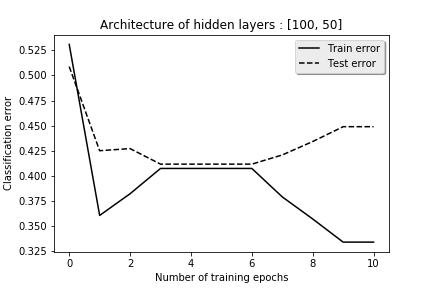 Architecture of hidden layers : [100, 50]
Train error
Test error
Classification error
0.525
0.500
0.475
0.450
0.425
0.400
0.375
0.350
0.325
0 2 4 6 8 10
Number of training epochs